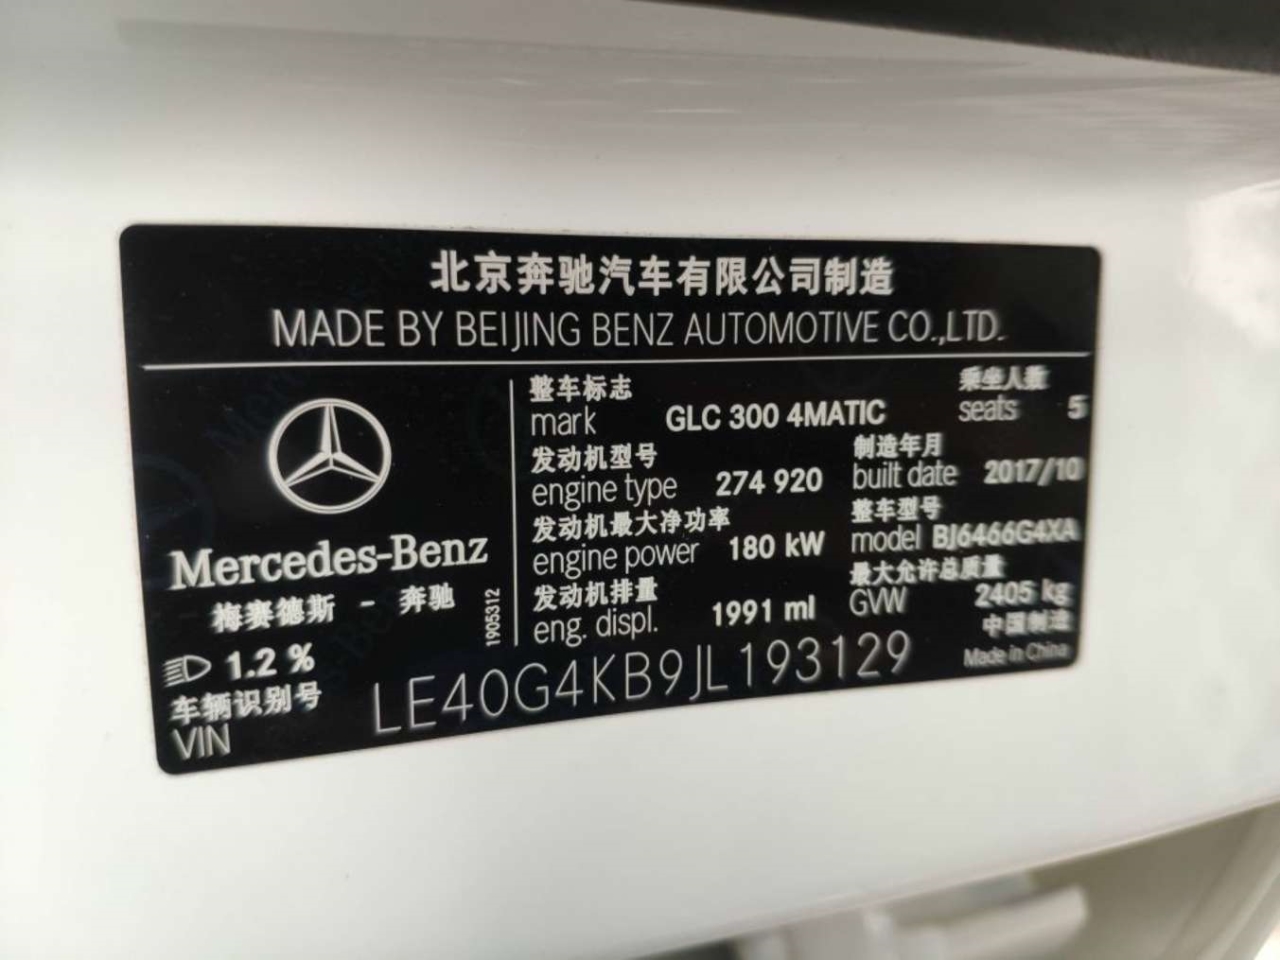 北京奔驰汽车有限公司制造
MADE BY BEIJING BENZ AUTOMOTIVE CO.,LTD.
Mercedes-Benz
梅赛德斯 - 奔驰
1.2 %
1905312
整车标志 乘坐人数
mark GLC 300 4MATIC seats 5
发动机型号 制造年月
engine type 274 920 built date 2017/10
发动机最大净功率 整车型号
engine power 180 kW model BJ6466G4XA
发动机排量 最大允许总质量
eng. displ. 1991 ml GVW 2405 kg
中国制造
Made in China
车辆识别号
VIN LE40G4KB9JL193129